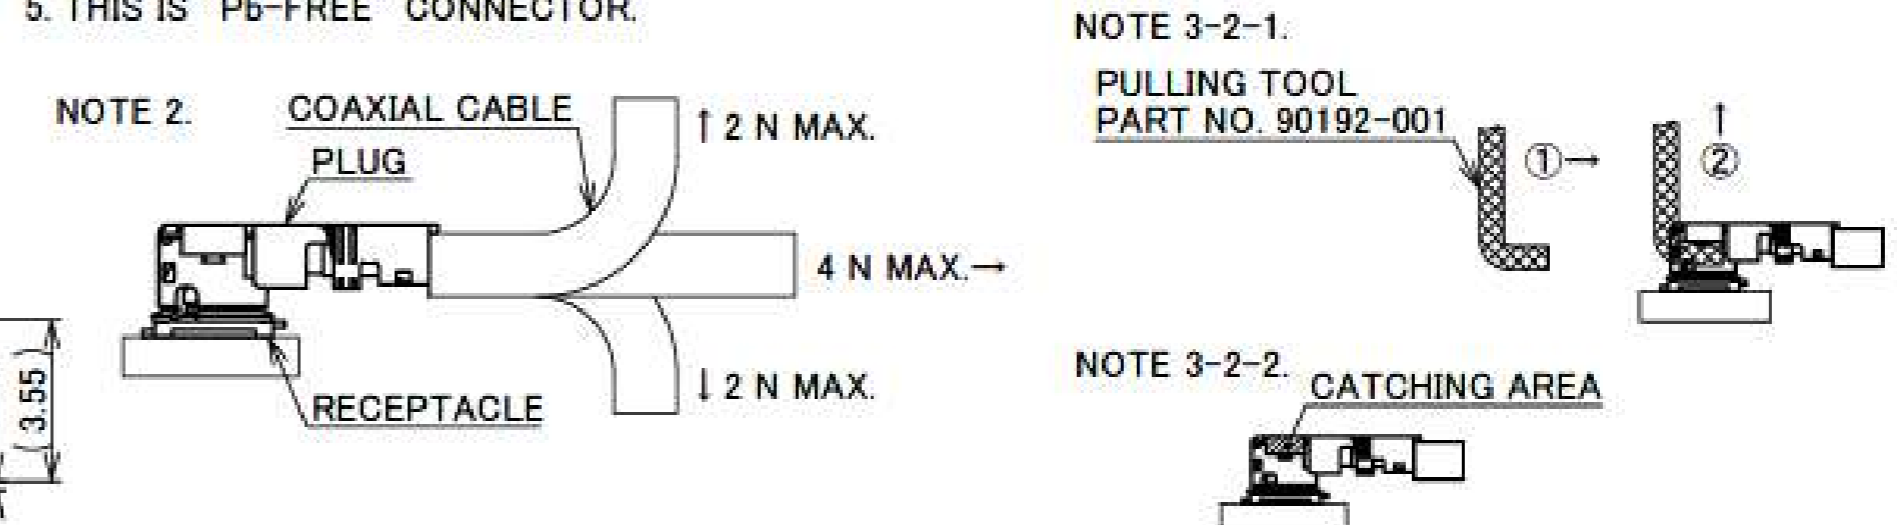 5. THIS IS "Pb-FREE" CONNECTOR.
NOTE 2.
COAXIAL CABLE
PLUG
↑ 2 N MAX.
4 N MAX.→
↓ 2 N MAX.
RECEPTACLE
(3.55)
NOTE 3-2-1.
PULLING TOOL
PART NO. 90192-001
①→
↑
②
NOTE 3-2-2.
CATCHING AREA